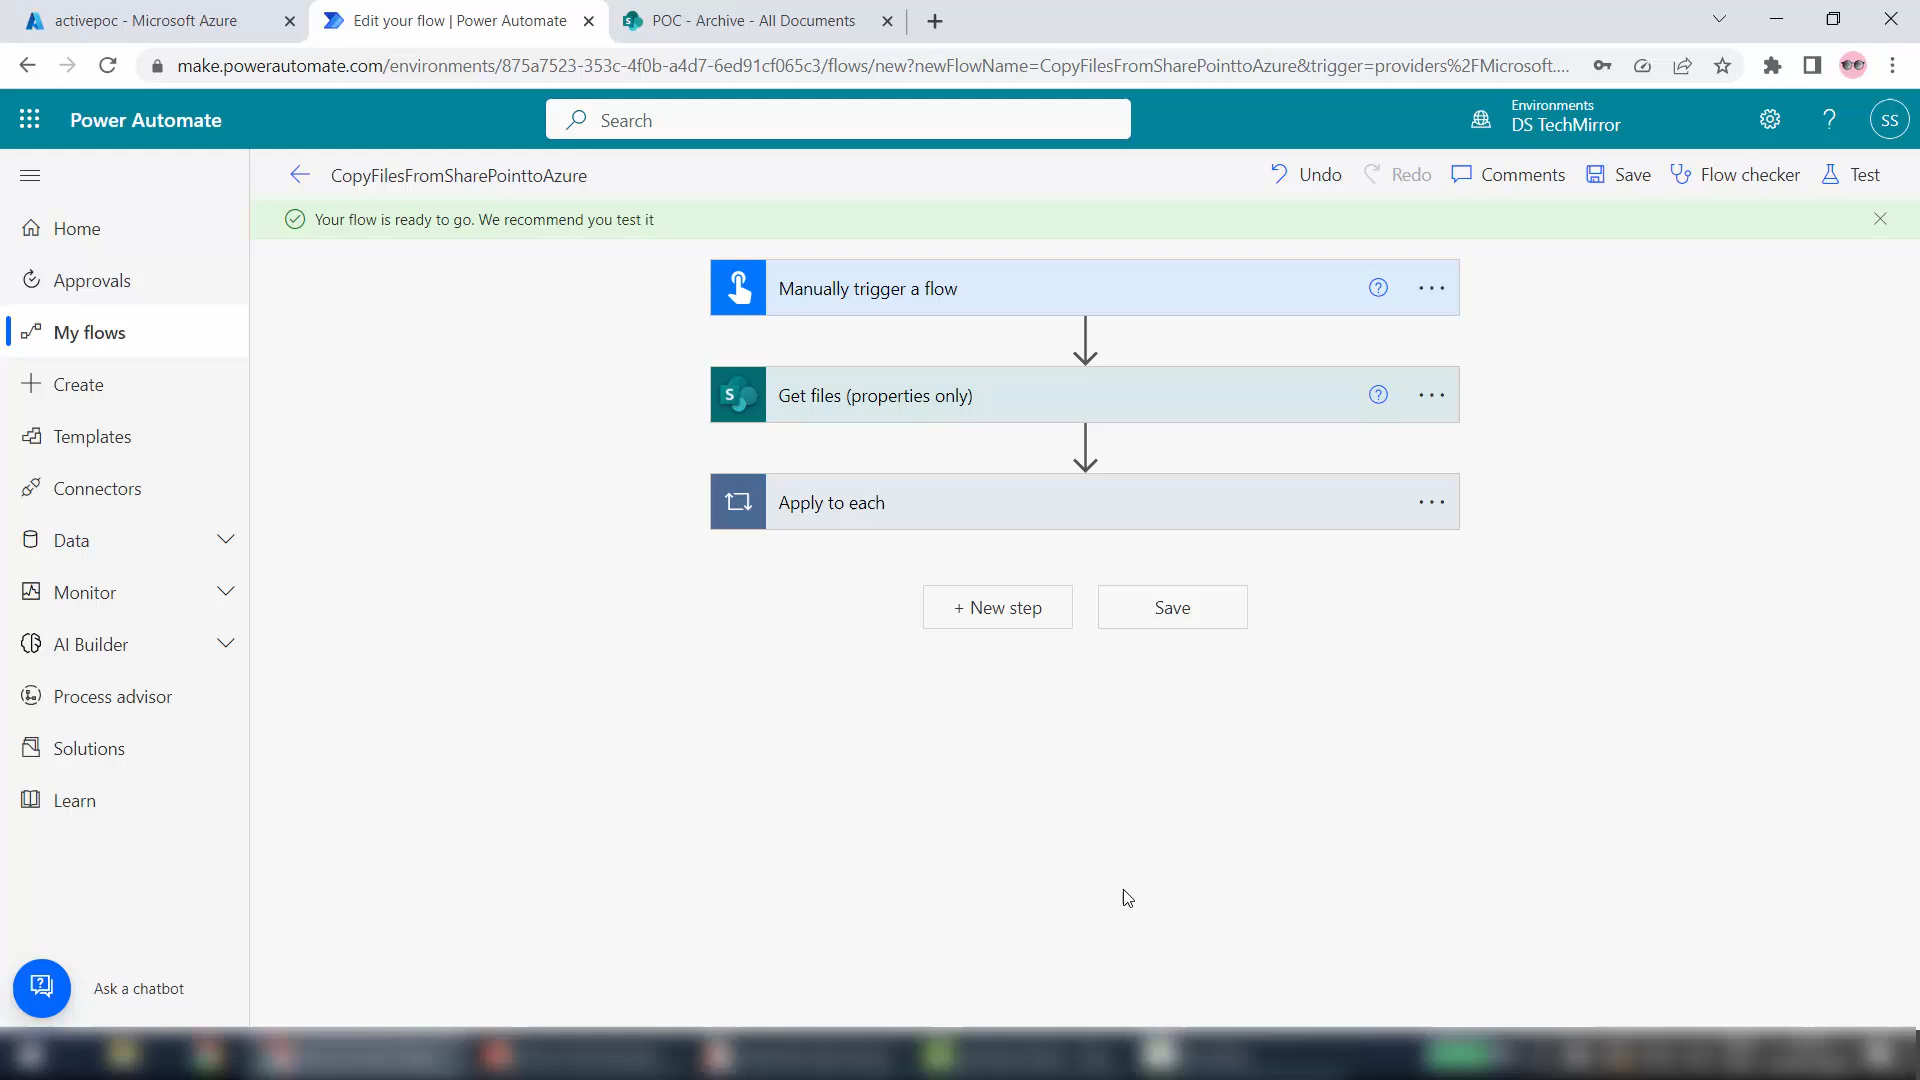 activepoc - Microsoft Azure
Edit your flow | Power Automate
POC - Archive - All Documents
make.powerautomate.com/environments/875a7523-353c-4f0b-a4d7-6ed91cf065c3/flows/new?newFlowName=CopyFilesFromSharePointtoAzure&trigger=providers%2FMicrosoft....
Power Automate
Search
Environments
DS TechMirror
SS
CopyFilesFromSharePointtoAzure
Undo
Redo
Comments
Save
Flow checker
Test
Your flow is ready to go. We recommend you test it
Home
Approvals
My flows
Create
Templates
Connectors
Data
Monitor
AI Builder
Process advisor
Solutions
Learn
Ask a chatbot
Manually trigger a flow
Get files (properties only)
Apply to each
+ New step
Save